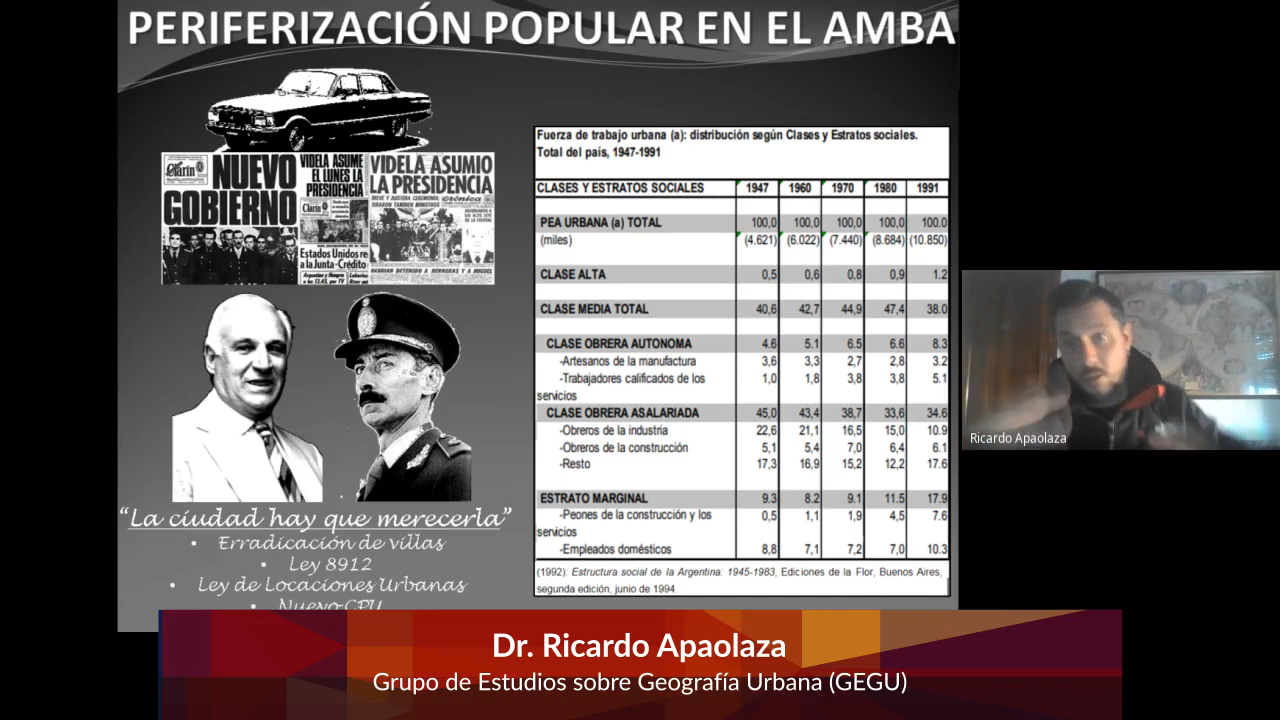 PERIFERIZACIÓN POPULAR EN EL AMBA
Clarín
NUEVO
GOBIERNO
VIDELA ASUME
EL LUNES LA
PRESIDENCIA
Clarín
Estados Unidos re
a la Junta-Crédito
VIDELA ASUMIO
LA PRESIDENCIA
BREVE Y AUSTERA CEREMONIA
JURARON TAMBIEN MINISTROS
Crónica
HABRIAN DETENIDO A HERRERAS Y A MIGUEL
“La ciudad hay que merecerla”
• Erradicación de villas
• Ley 8912
• Ley de Locaciones Urbanas
• Nuevo CPU
Fuerza de trabajo urbana (a): distribución según Clases y Estratos sociales.
Total del país, 1947-1991
CLASES Y ESTRATOS SOCIALES 1947 1960 1970 1980 1991
PEA URBANA (a) TOTAL 100,0 100,0 100,0 100,0 100.0
(miles) (4.621) (6.022) (7.440) (8.684) (10.850)
CLASE ALTA 0,5 0,6 0,8 0,9 1.2
CLASE MEDIA TOTAL 40,6 42,7 44,9 47,4 38.0
CLASE OBRERA AUTONOMA 4.6 5.1 6.5 6.6 8.3
-Artesanos de la manufactura 3,6 3,3 2,7 2,8 3.2
-Trabajadores calificados de los 1,0 1,8 3,8 3,8 5.1
servicios
CLASE OBRERA ASALARIADA 45,0 43,4 38,7 33,6 34.6
-Obreros de la industria 22,6 21,1 16,5 15,0 10.9
-Obreros de la construcción 5,1 5,4 7,0 6,4 6.1
-Resto 17,3 16,9 15,2 12,2 17.6
ESTRATO MARGINAL 9.3 8.2 9.1 11.5 17.9
-Peones de la construcción y los 0,5 1,1 1,9 4,5 7.6
servicios
-Empleados domésticos 8,8 7,1 7,2 7,0 10.3
(1992): Estructura social de la Argentina: 1945-1983, Ediciones de la Flor, Buenos Aires,
segunda edición, junio de 1994.
Ricardo Apaolaza
Dr. Ricardo Apaolaza
Grupo de Estudios sobre Geografía Urbana (GEGU)